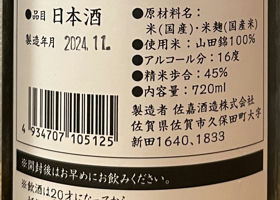 ●品目 日本酒
製造年月 2024.11.
●原材料名：
米(国産)・米麹(国産米)
●使用米：山田錦100%
●アルコール分：16度
●精米歩合：45%
●内容量：720ml
製造者 佐嘉酒造株式会社
佐賀県佐賀市久保田町大字
新田1640､1833
4934707105125
※開封後はお早めにお飲みください。
※飲酒は20才になってから